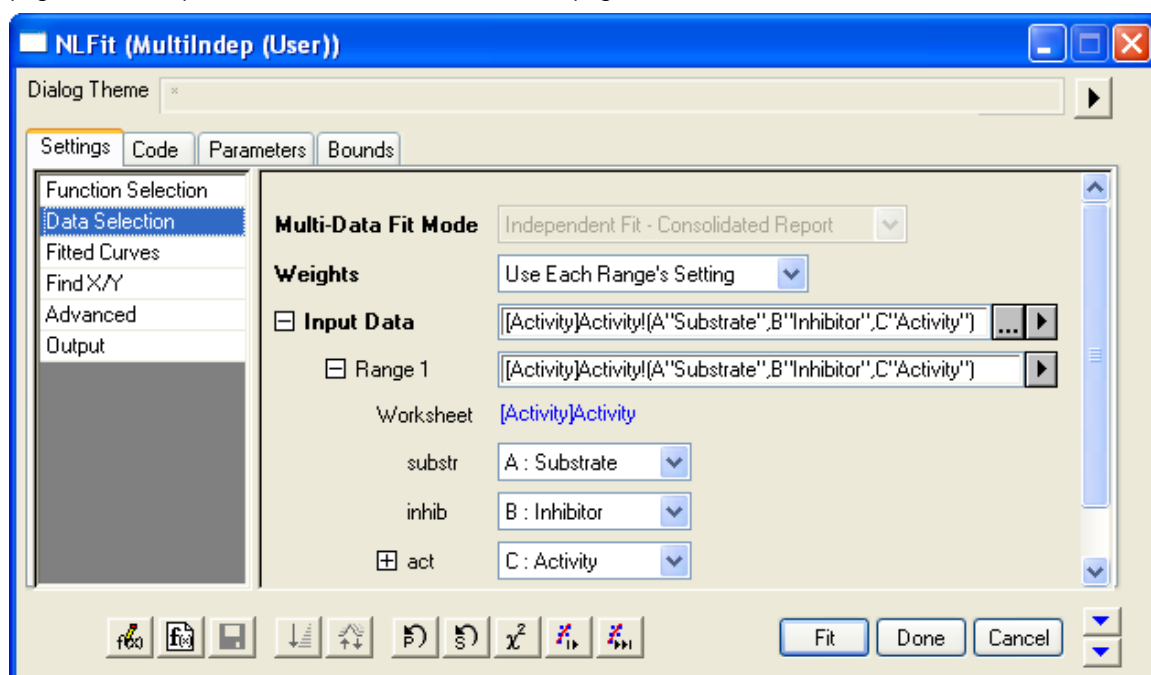 NLFit (MultiIndep (User))
Dialog Theme *
Settings Code Parameters Bounds
Function Selection
Data Selection
Fitted Curves
Find X/Y
Advanced
Output
Multi-Data Fit Mode Independent Fit - Consolidated Report
Weights Use Each Range's Setting
Input Data [Activity]Activity!(A"Substrate",B"Inhibitor",C"Activity") ...
Range 1 [Activity]Activity!(A"Substrate",B"Inhibitor",C"Activity")
Worksheet [Activity]Activity
substr A : Substrate
inhib B : Inhibitor
act C : Activity
P S χ²
Fit Done Cancel